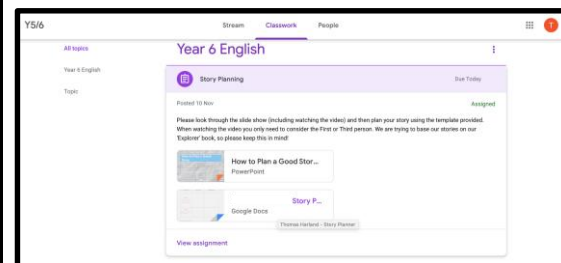 Y5/6
Stream Classwork People
T
All topics
Year 6 English
Topic
Year 6 English
Story Planning
Due Today
Posted 10 Nov
Assigned
Please look through the slide show (including watching the video) and then plan your story using the template provided.
When watching the video you only need to consider the First or Third person. We are trying to base our stories on our
'Explorer' book, so please keep this in mind!
How to Plan a Good Stor...
PowerPoint
Story P...
Google Docs
Thomas Harland - Story Planner
View assignment